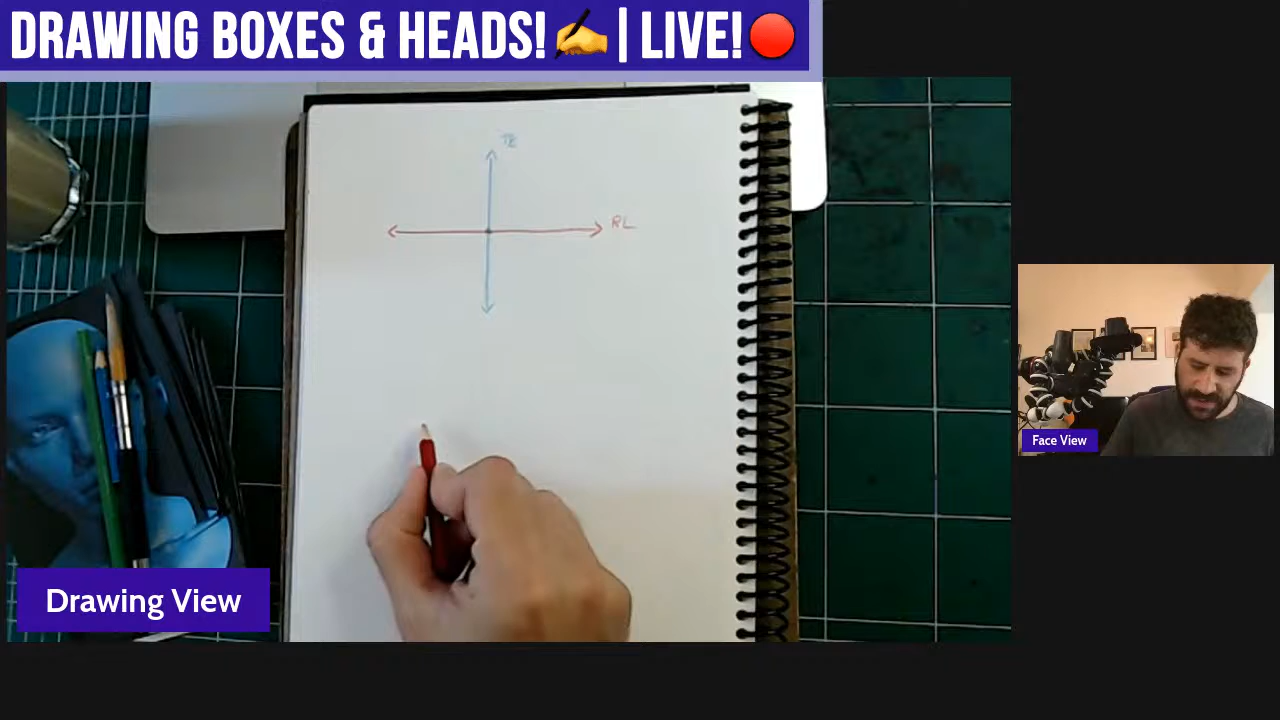 DRAWING BOXES & HEADS!✍️ | LIVE!🔴
RL
Face View
Drawing View